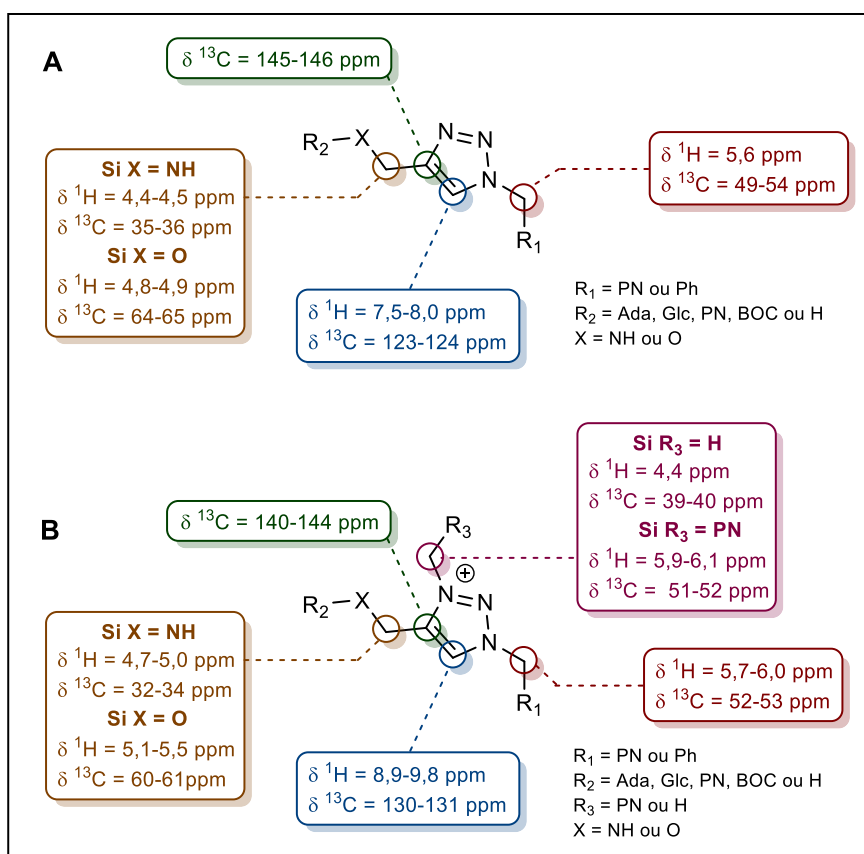 A
δ ¹³C = 145-146 ppm
R₂
X
N
N
N
R₁
Si X = NH
δ ¹H = 4,4-4,5 ppm
δ ¹³C = 35-36 ppm
Si X = O
δ ¹H = 4,8-4,9 ppm
δ ¹³C = 64-65 ppm
δ ¹H = 5,6 ppm
δ ¹³C = 49-54 ppm
δ ¹H = 7,5-8,0 ppm
δ ¹³C = 123-124 ppm
R₁ = PN ou Ph
R₂ = Ada, Glc, PN, BOC ou H
X = NH ou O
B
δ ¹³C = 140-144 ppm
Si R₃ = H
δ ¹H = 4,4 ppm
δ ¹³C = 39-40 ppm
Si R₃ = PN
δ ¹H = 5,9-6,1 ppm
δ ¹³C = 51-52 ppm
R₃
⊕
R₂
X
N
N
N
R₁
Si X = NH
δ ¹H = 4,7-5,0 ppm
δ ¹³C = 32-34 ppm
Si X = O
δ ¹H = 5,1-5,5 ppm
δ ¹³C = 60-61ppm
δ ¹H = 5,7-6,0 ppm
δ ¹³C = 52-53 ppm
δ ¹H = 8,9-9,8 ppm
δ ¹³C = 130-131 ppm
R₁ = PN ou Ph
R₂ = Ada, Glc, PN, BOC ou H
R₃ = PN ou H
X = NH ou O